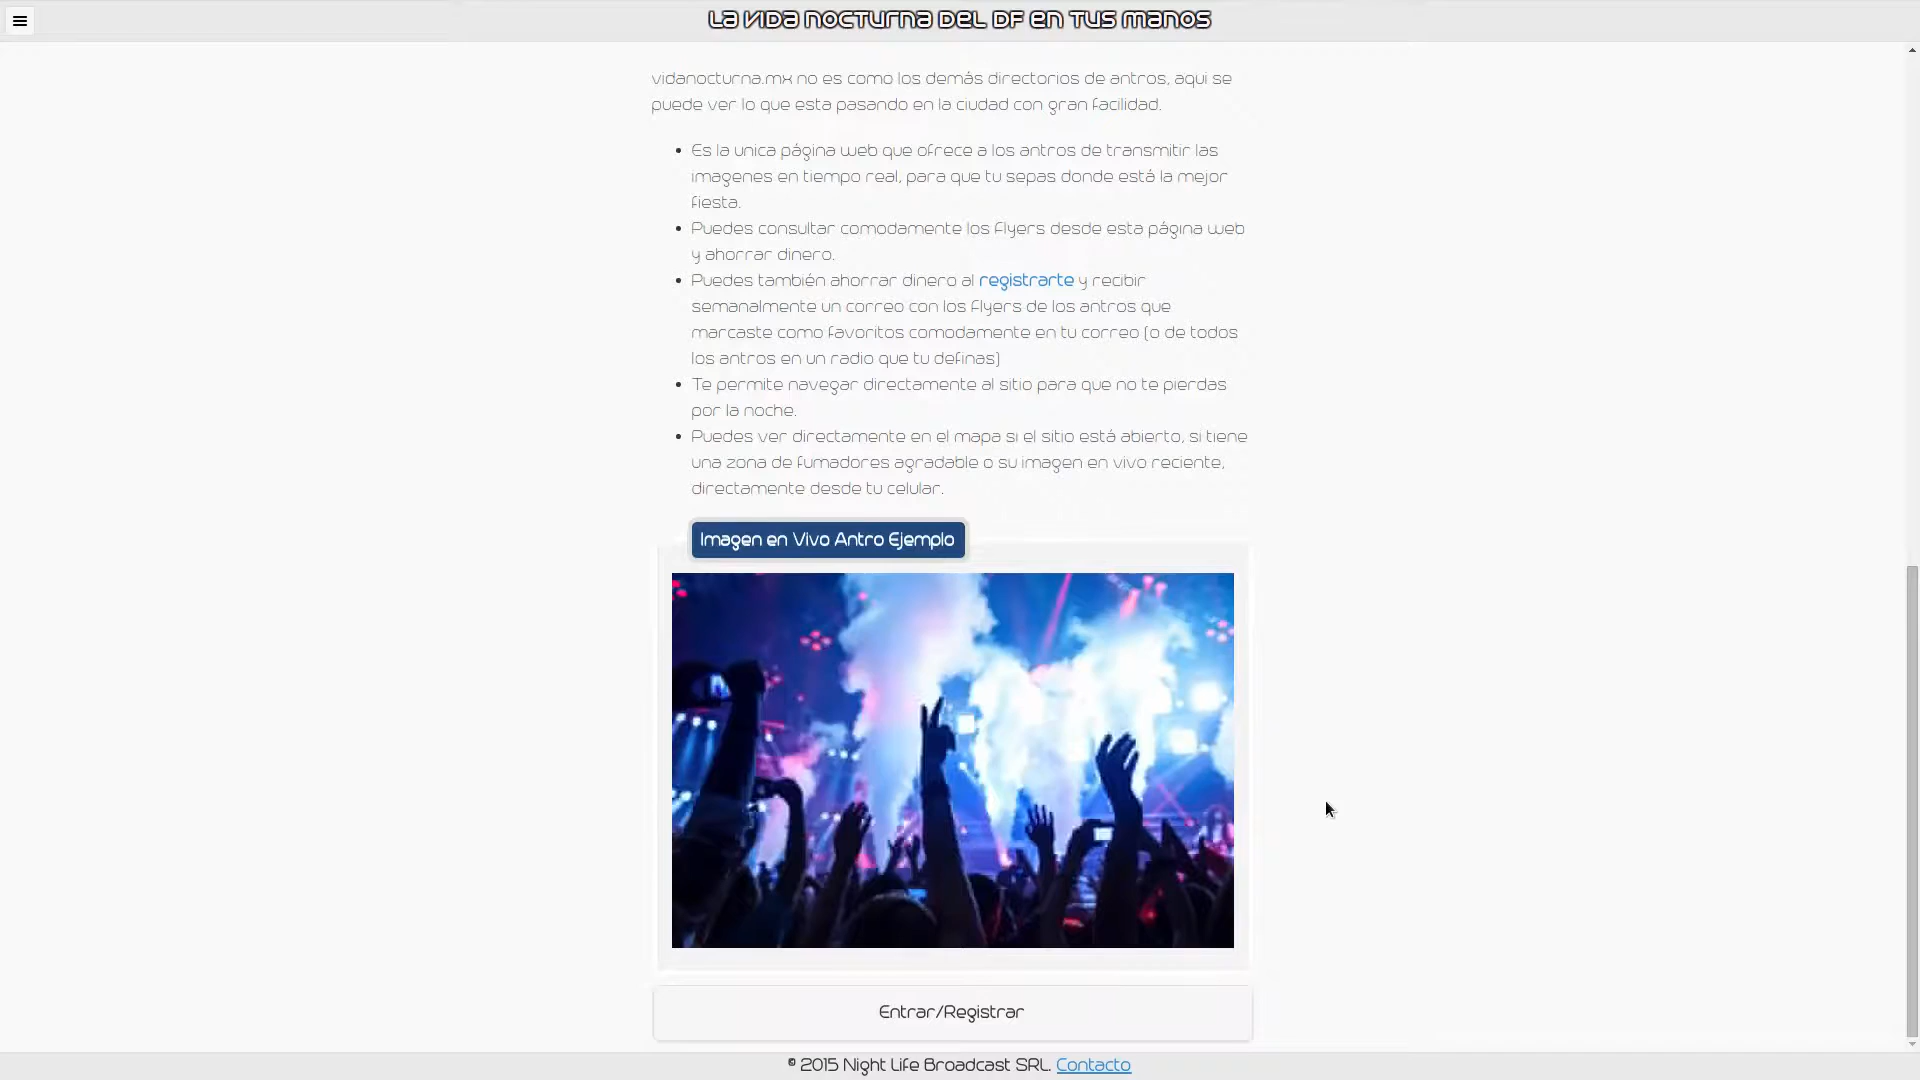 La vida nocturna del DF en tus manos
vidanocturna.mx no es como los demás directorios de antros, aqui se
puede ver lo que esta pasando en la ciudad con gran facilidad.
Es la unica página web que ofrece a los antros de transmitir las
imagenes en tiempo real, para que tu sepas donde está la mejor
fiesta.
Puedes consultar comodamente los flyers desde esta página web
y ahorrar dinero.
Puedes también ahorrar dinero al registrarte y recibir
semanalmente un correo con los flyers de los antros que
marcaste como favoritos comodamente en tu correo (o de todos
los antros en un radio que tu definas)
Te permite navegar directamente al sitio para que no te pierdas
por la noche.
Puedes ver directamente en el mapa si el sitio está abierto, si tiene
una zona de fumadores agradable o su imagen en vivo reciente,
directamente desde tu celular.
Imagen en Vivo Antro Ejemplo
Entrar/Registrar
© 2015 Night Life Broadcast SRL. Contacto